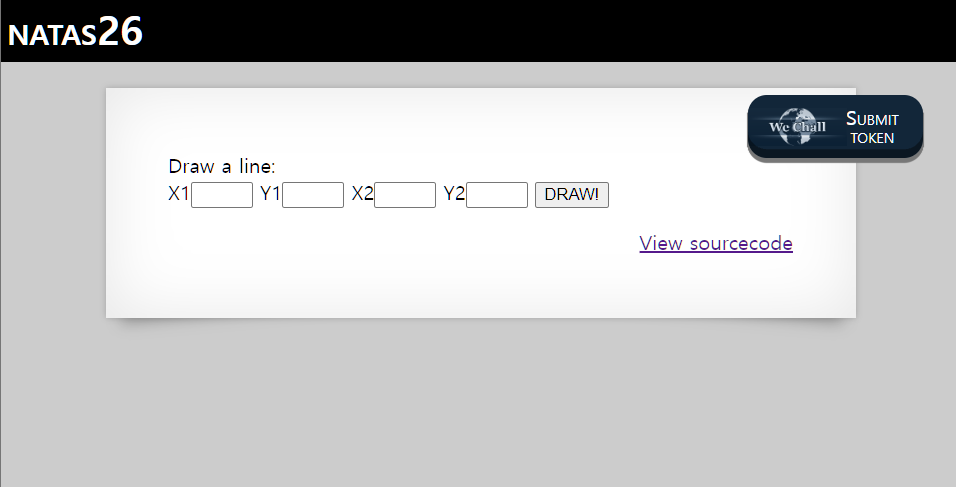 NATAS26
We Chall
SUBMIT
TOKEN
Draw a line:
X1 Y1 X2 Y2 DRAW!
View sourcecode